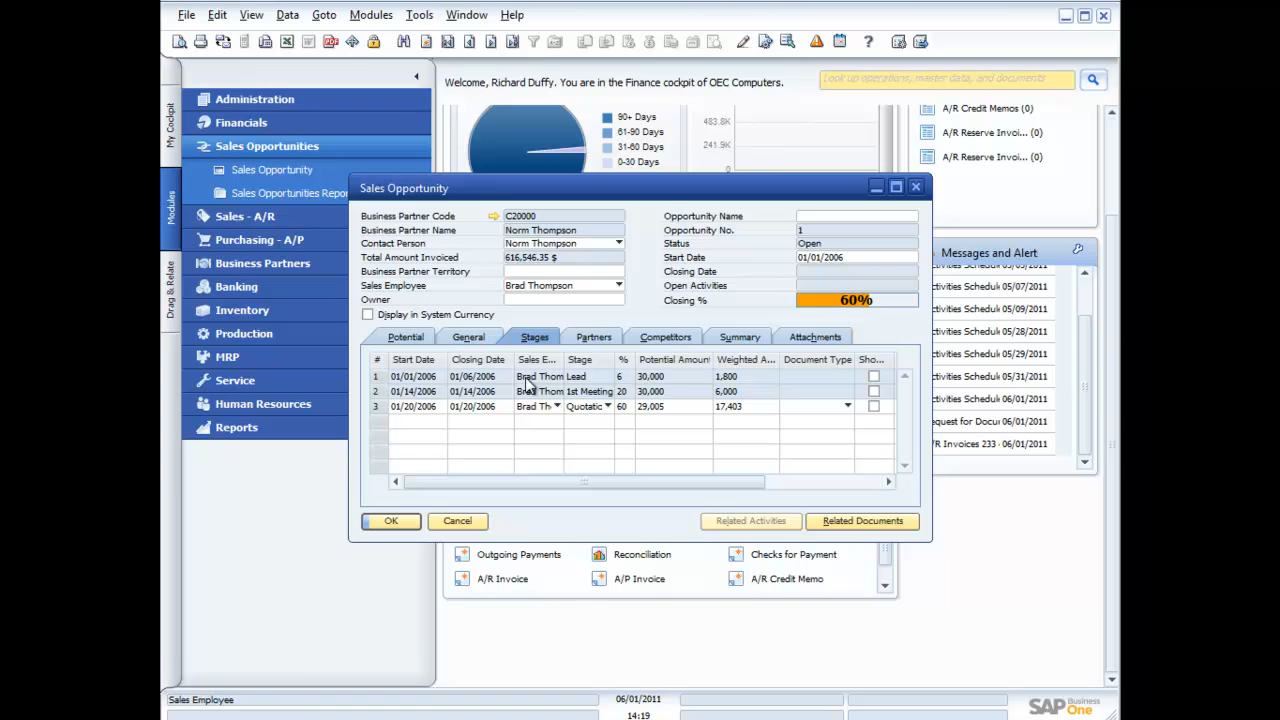 File Edit View Data Goto Modules Tools Window Help
My Cockpit
Modules
Drag & Relate
Administration
Financials
Sales Opportunities
Sales Opportunity
Sales Opportunities Repor
Sales - A/R
Purchasing - A/P
Business Partners
Banking
Inventory
Production
MRP
Service
Human Resources
Reports
Welcome, Richard Duffy. You are in the Finance cockpit of OEC Computers.
Look up operations, master data, and documents
90+ Days
61-90 Days
31-60 Days
0-30 Days
483.8K
241.9K
A/R Credit Memos (0)
A/R Reserve Invoi... (0)
A/R Reserve Invoi... (0)
Messages and Alert
ctivities Schedul 05/07/2011
ctivities Schedul 05/09/2011
ctivities Schedul 05/28/2011
ctivities Schedul 05/29/2011
ctivities Schedul 05/31/2011
ctivities Schedul 06/01/2011
equest for Docu 06/01/2011
/R Invoices 233 06/01/2011
Sales Opportunity
Business Partner Code C20000
Business Partner Name Norm Thompson
Contact Person Norm Thompson
Total Amount Invoiced 616,546.35 $
Business Partner Territory
Sales Employee Brad Thompson
Owner
Display in System Currency
Opportunity Name
Opportunity No. 1
Status Open
Start Date 01/01/2006
Closing Date
Open Activities
Closing % 60%
Potential General Stages Partners Competitors Summary Attachments
# Start Date Closing Date Sales E... Stage % Potential Amount Weighted A... Document Type Sho...
1 01/01/2006 01/06/2006 Brad Thom Lead 6 30,000 1,800
2 01/14/2006 01/14/2006 Brad Thom 1st Meeting 20 30,000 6,000
3 01/20/2006 01/20/2006 Brad Th Quotatic 60 29,005 17,403
OK Cancel Related Activities Related Documents
Outgoing Payments Reconciliation Checks for Payment
A/R Invoice A/P Invoice A/R Credit Memo
Sales Employee
06/01/2011
14:19
SAP Business One